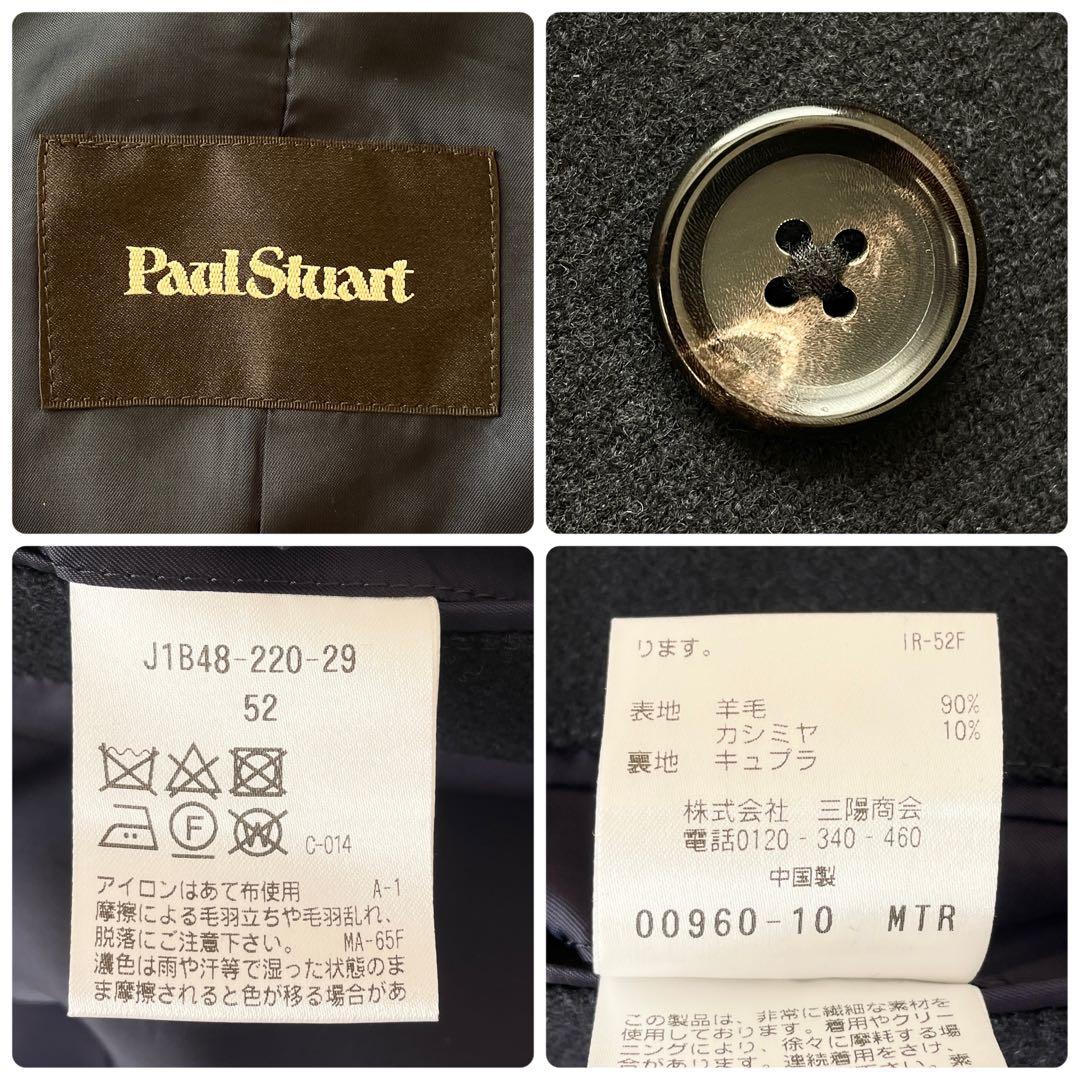 Paul Stuart
J1B48-220-29
52
F
W
C-014
アイロンはあて布使用 A-1
摩擦による毛羽立ちや毛羽乱れ、
脱落にご注意下さい。 MA-65F
濃色は雨や汗等で湿った状態のま
ま摩擦されると色が移る場合があ
ります。 IR-52F
表地 羊毛 90%
カシミヤ 10%
裏地 キュプラ
株式会社 三陽商会
電話0120-340-460
中国製
00960-10 MTR
この製品は、非常に繊細な素材を
使用しております。着用やクリー
ニングにより、徐々に摩耗する場
合があります。連続着用をさけ、